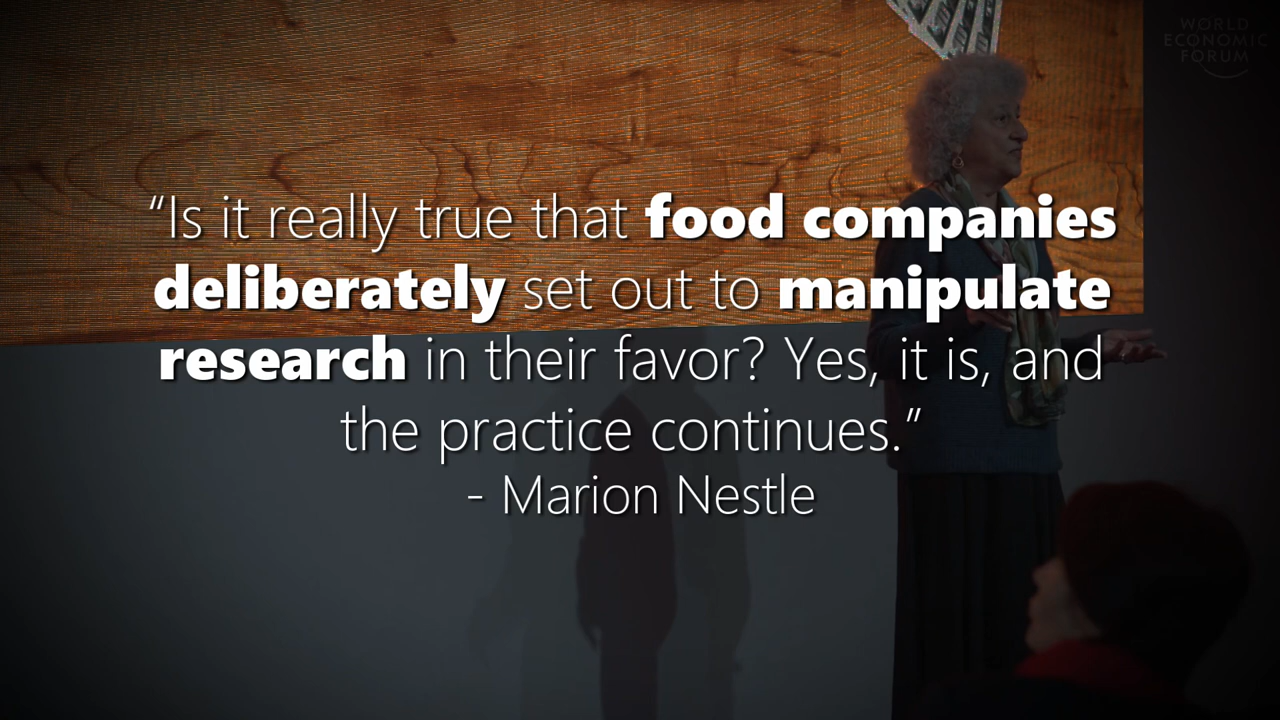 WORLD
ECONOMIC
FORUM
“Is it really true that food companies
deliberately set out to manipulate
research in their favor? Yes, it is, and
the practice continues.”
- Marion Nestle